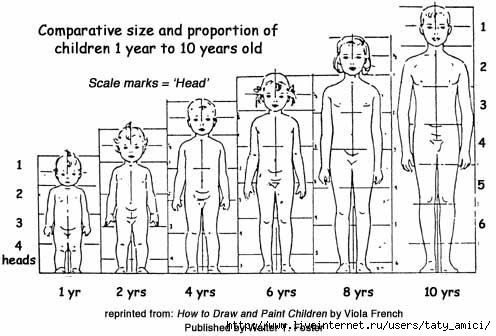 Comparative size and proportion of
children 1 year to 10 years old
Scale marks = 'Head'
1
2
3
4
heads
1
2
3
4
5
6
1 yr
2 yrs
4 yrs
6 yrs
8 yrs
10 yrs
reprinted from: How to Draw and Paint Children by Viola French
Published by Walter T. Foster
http://www.liveinternet.ru/users/taty_amici/